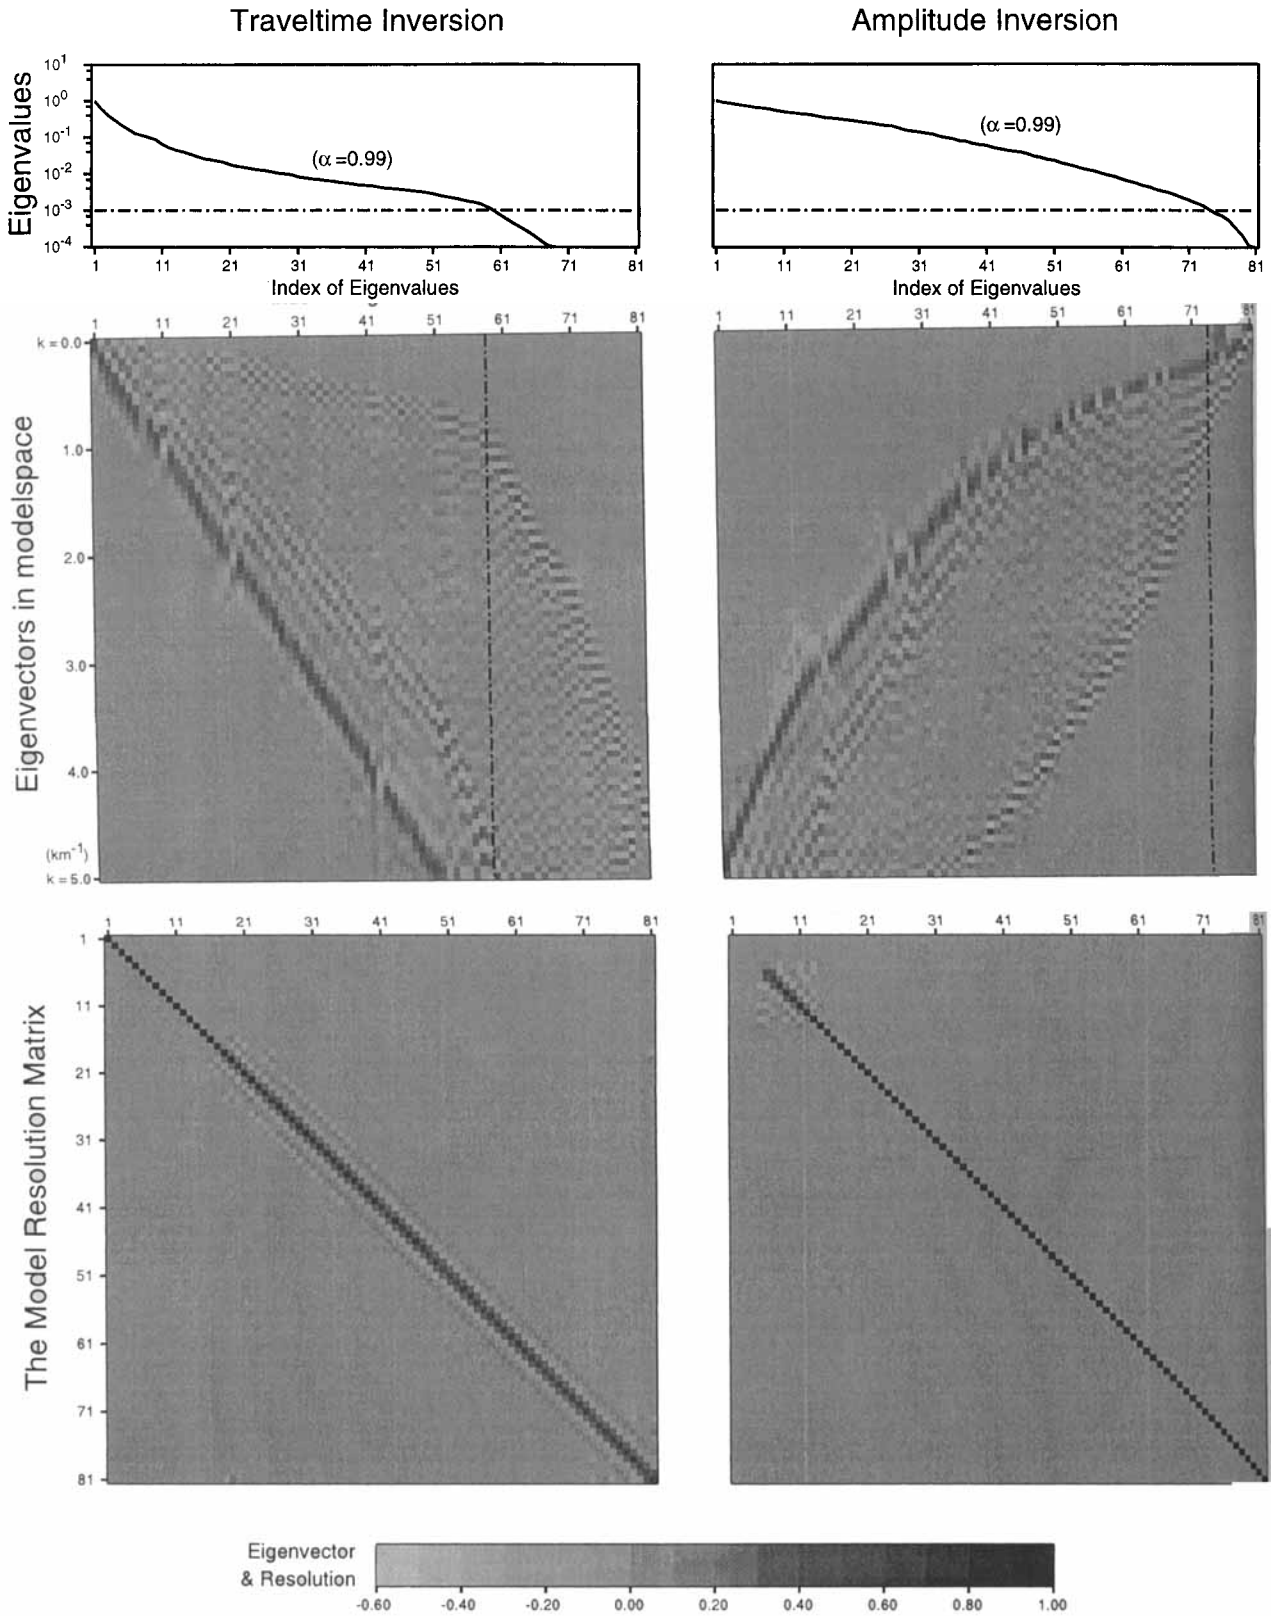 Traveltime Inversion
Amplitude Inversion
Eigenvalues
10^1
10^0
10^-1
10^-2
10^-3
10^-4
(α=0.99)
(α=0.99)
1 11 21 31 41 51 61 71 81
1 11 21 31 41 51 61 71 81
Index of Eigenvalues
Index of Eigenvalues
1 11 21 31 41 51 61 71 81
1 11 21 31 41 51 61 71 81
Eigenvectors in modelspace
k = 0.0
1.0
2.0
3.0
4.0
(km^-1)
k = 5.0
1 11 21 31 41 51 61 71 81
1 11 21 31 41 51 61 71 81
The Model Resolution Matrix
1
11
21
31
41
51
61
71
81
Eigenvector
& Resolution
-0.60 -0.40 -0.20 0.00 0.20 0.40 0.60 0.80 1.00